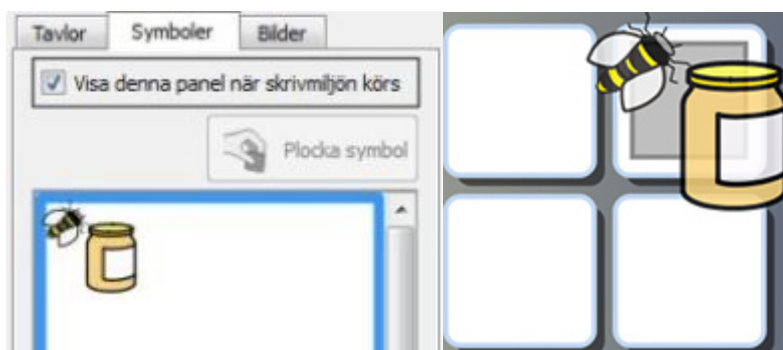 Tavlor Symboler Bilder
Visa denna panel när skrivmiljön körs
Plocka symbol